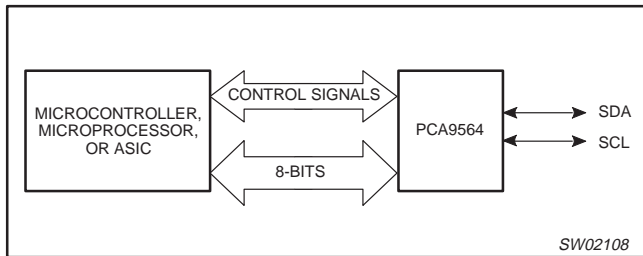 MICROCONTROLLER,
MICROPROCESSOR,
OR ASIC
CONTROL SIGNALS
8-BITS
PCA9564
SDA
SCL
SW02108